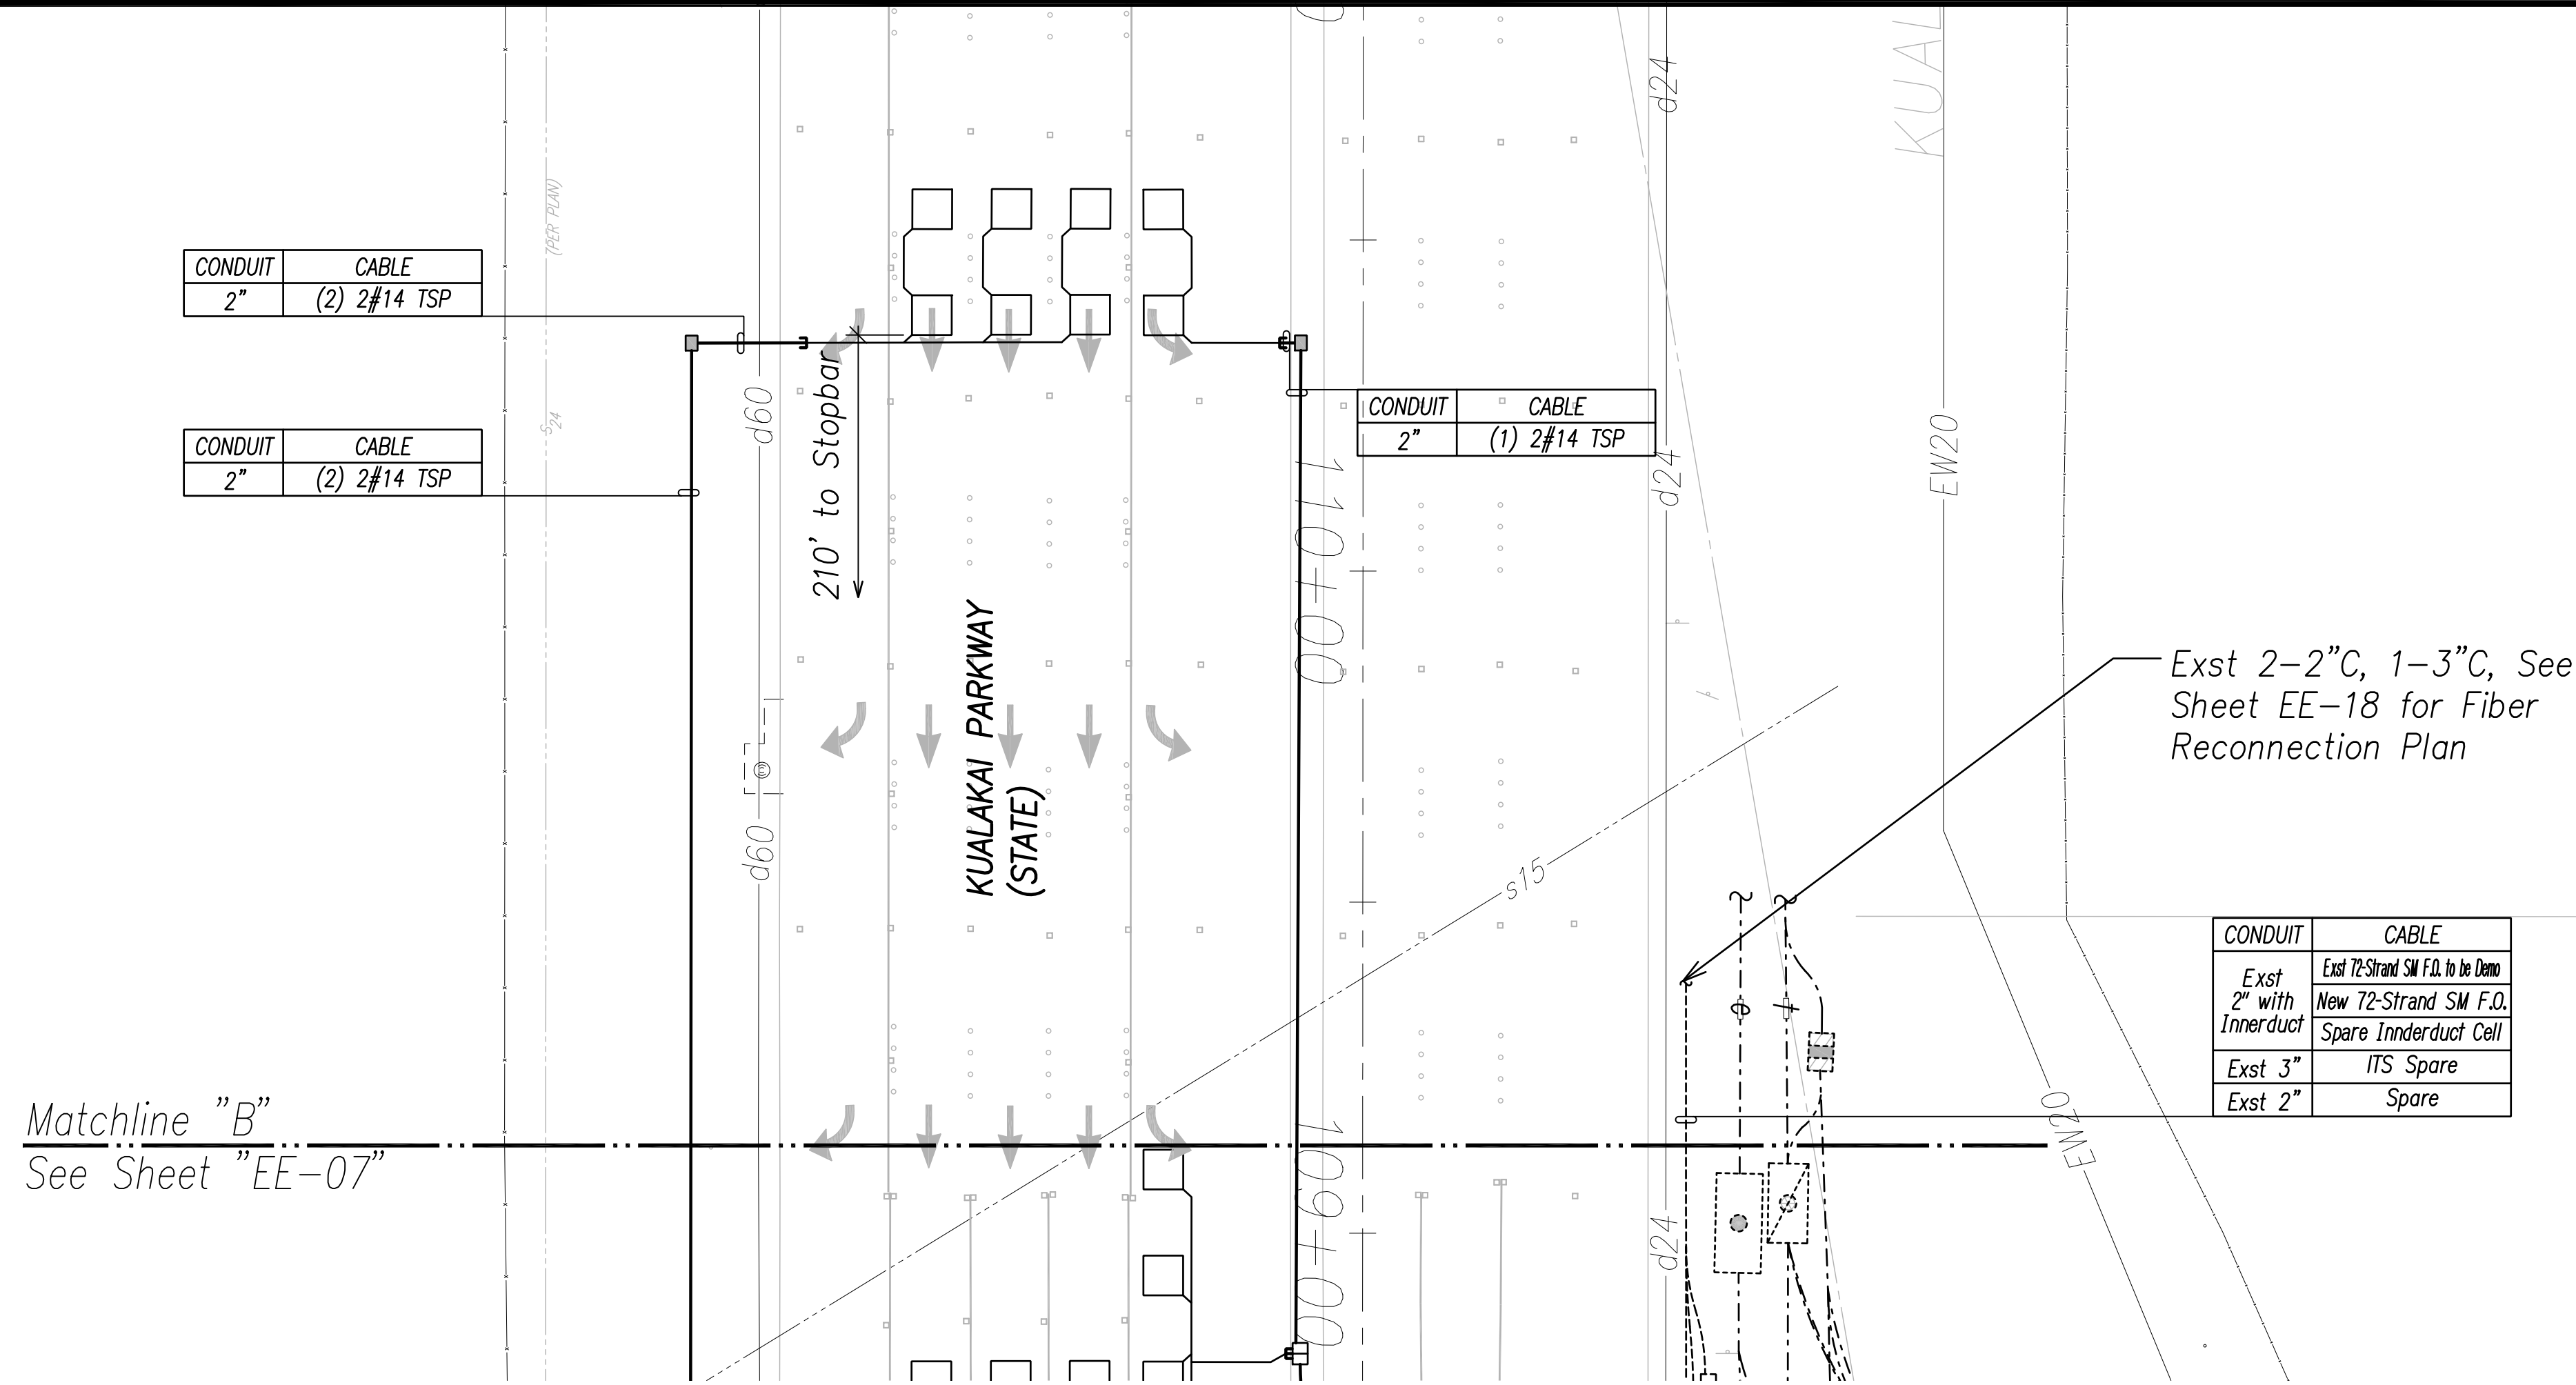 KUAL
d24
(PER PLAN)
CONDUIT CABLE
2" (2) 2#14 TSP
CONDUIT CABLE
2" (2) 2#14 TSP
S24
d60
210' to Stopbar
CONDUIT CABLE
2" (1) 2#14 TSP
110+00
d24
EW20
KUALAKAI PARKWAY
(STATE)
Exst 2-2"C, 1-3"C, See
Sheet EE-18 for Fiber
Reconnection Plan
d60
s15
e
t
CONDUIT CABLE
Exst 2" with Innerduct
Exst 72-Strand SM F.O. to be Demo
New 72-Strand SM F.O.
Spare Innderduct Cell
Exst 3" ITS Spare
Exst 2" Spare
Matchline "B"
See Sheet "EE-07"
109+00
d24
EW20